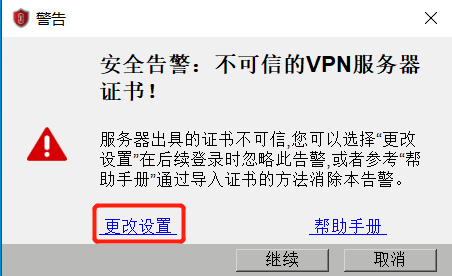 警告
安全告警：不可信的VPN服务器
证书！
服务器出具的证书不可信,您可以选择“更改
设置”在后续登录时忽略此告警,或者参考“帮
助手册”通过导入证书的方法消除本告警。
更改设置 帮助手册
继续 取消